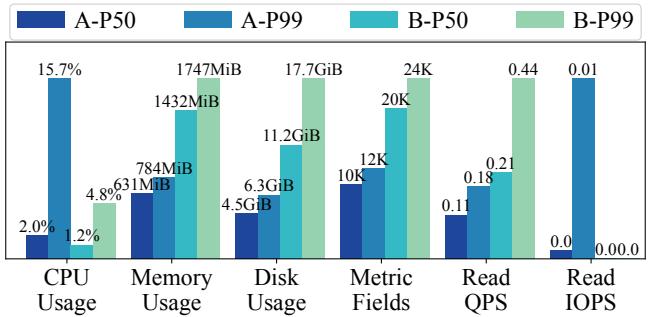 A-P50 A-P99 B-P50 B-P99
15.7% 1747MiB 17.7GiB 24K 0.44 0.01
1432MiB 20K
11.2GiB
784MiB 12K 0.21
631MiB 6.3GiB 10K 0.18
4.8% 4.5GiB 0.11
2.0% 1.2% 0.0 0.00.0
CPU Memory Disk Metric Read Read
Usage Usage Usage Fields QPS IOPS